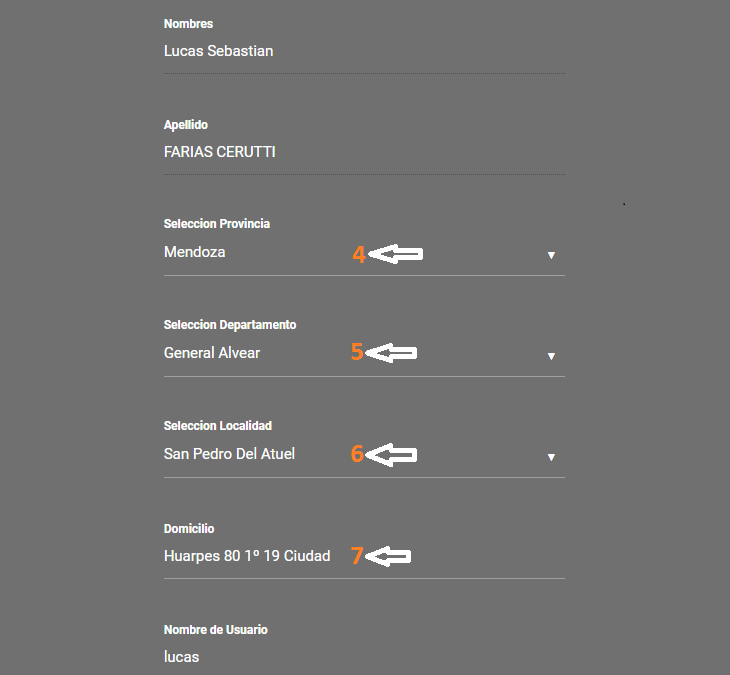 Nombres
Lucas Sebastian
Apellido
FARIAS CERUTTI
Seleccion Provincia
Mendoza 4
Seleccion Departamento
General Alvear 5
Seleccion Localidad
San Pedro Del Atuel 6
Domicilio
Huarpes 80 1º 19 Ciudad 7
Nombre de Usuario
lucas